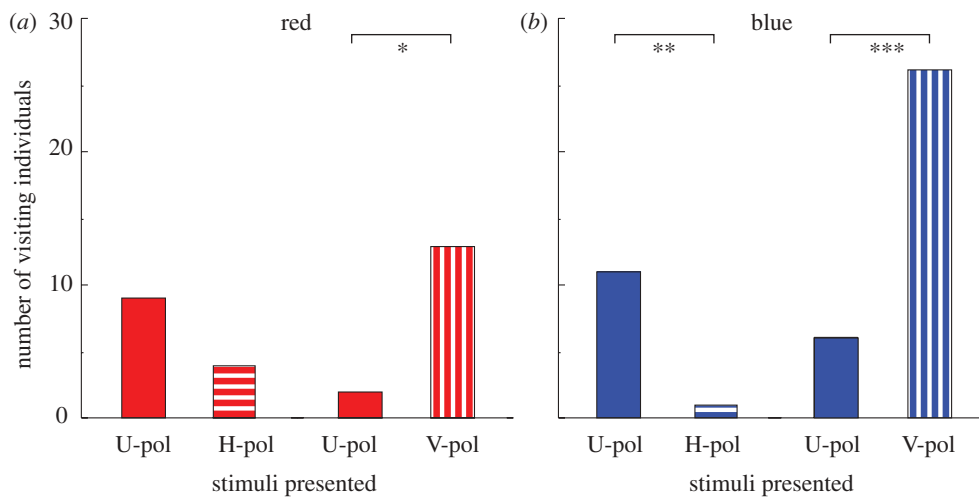 (a)
red
*
number of visiting individuals
30
20
10
0
U-pol H-pol U-pol V-pol
stimuli presented
(b)
blue
** ***
U-pol H-pol U-pol V-pol
stimuli presented